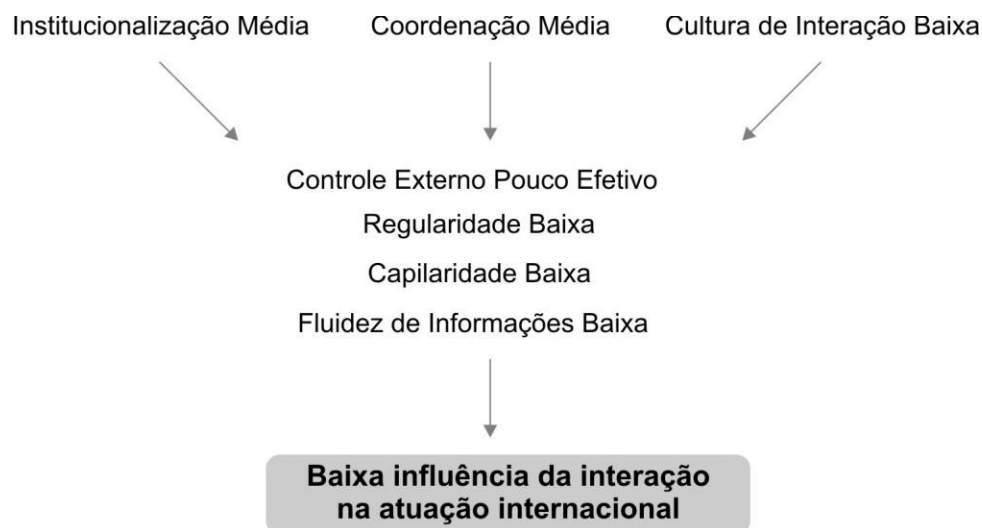 Institucionalização Média
Coordenação Média
Cultura de Interação Baixa
Controle Externo Pouco Efetivo
Regularidade Baixa
Capilaridade Baixa
Fluidez de Informações Baixa
Baixa influência da interação
na atuação internacional